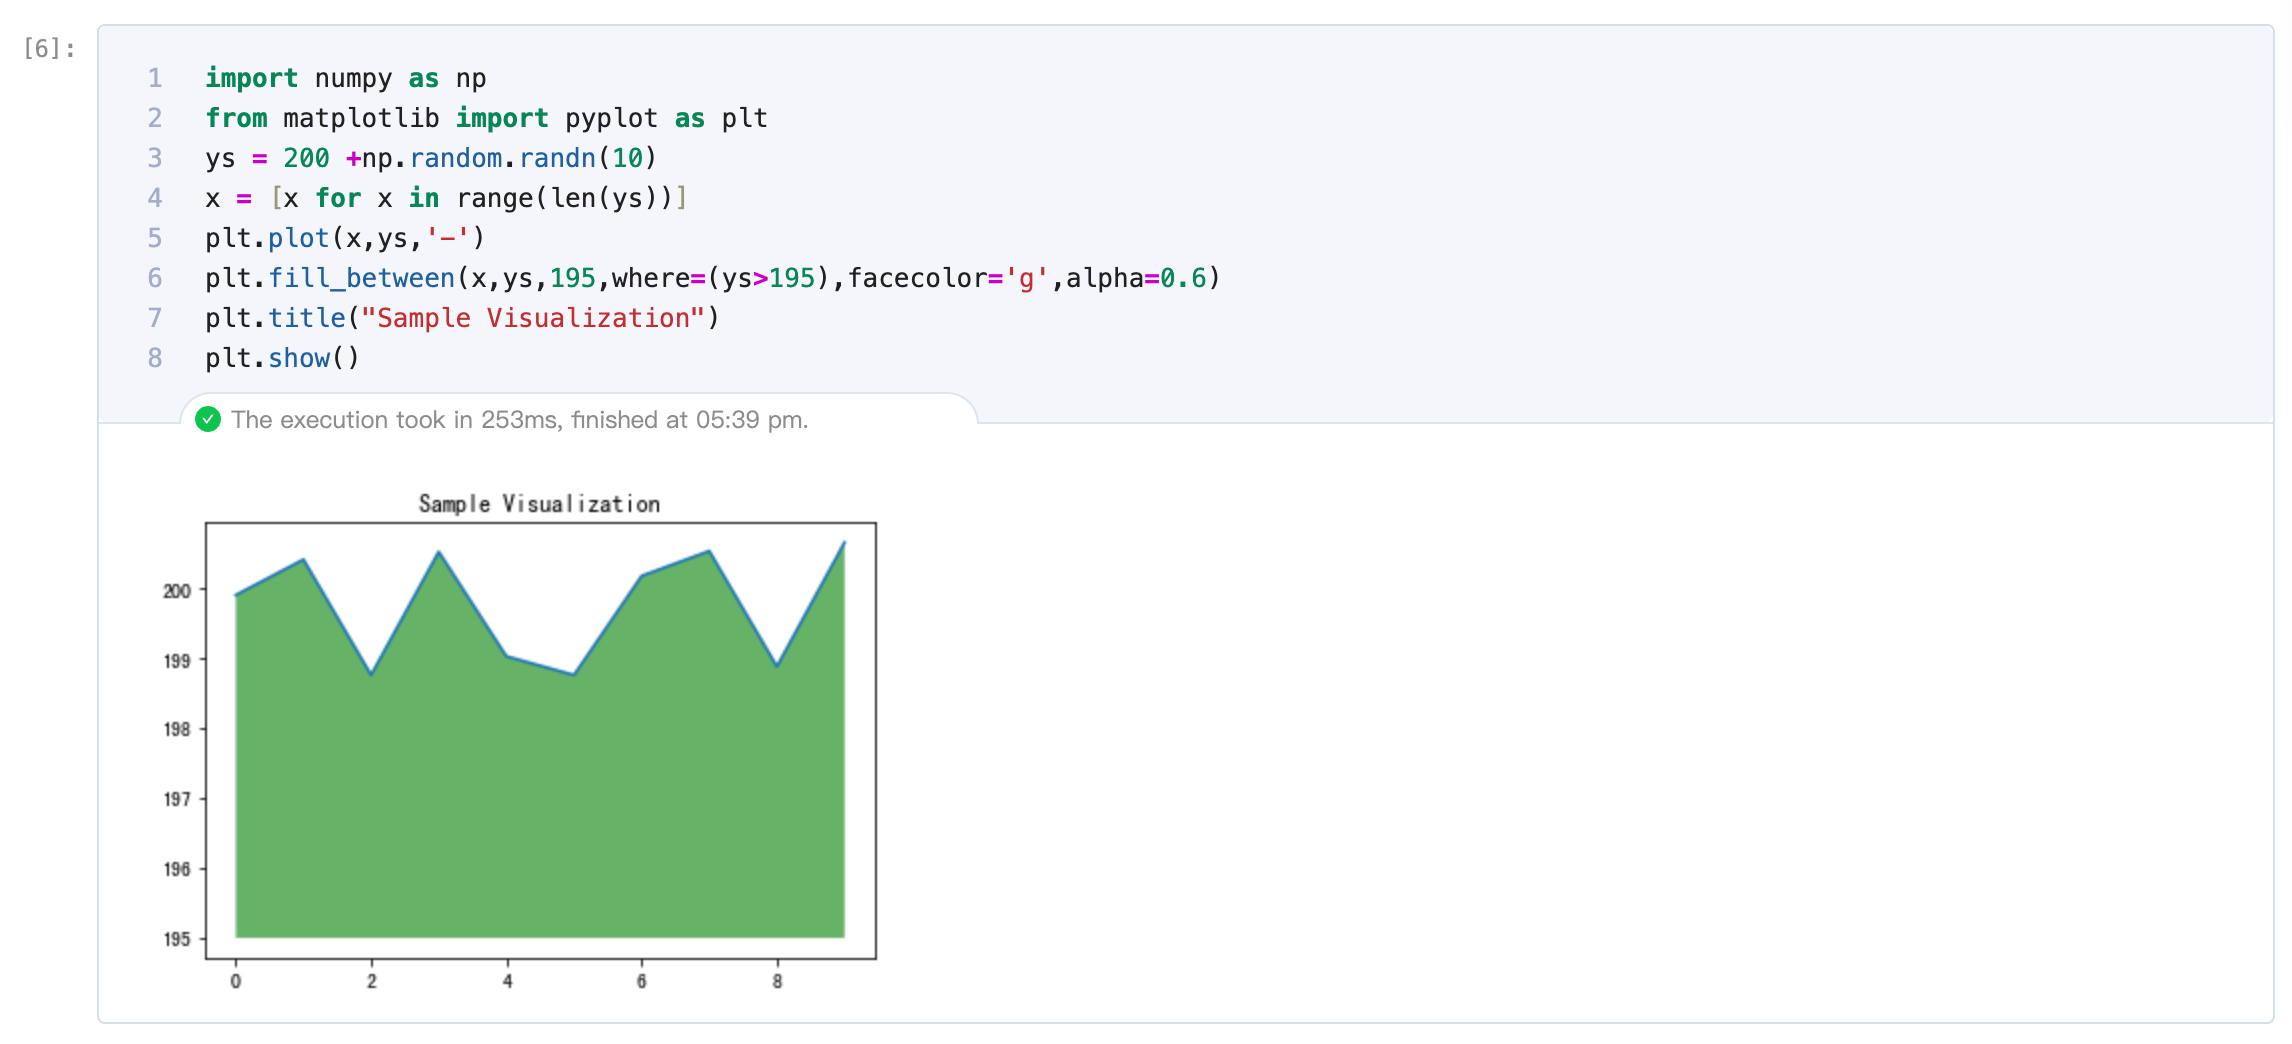 [6]:
1 import numpy as np
2 from matplotlib import pyplot as plt
3 ys = 200 +np.random.randn(10)
4 x = [x for x in range(len(ys))]
5 plt.plot(x,ys,'-')
6 plt.fill_between(x,ys,195,where=(ys>195),facecolor='g',alpha=0.6)
7 plt.title("Sample Visualization")
8 plt.show()
The execution took in 253ms, finished at 05:39 pm.
Sample Visualization
200
199
198
197
196
195
0 2 4 6 8